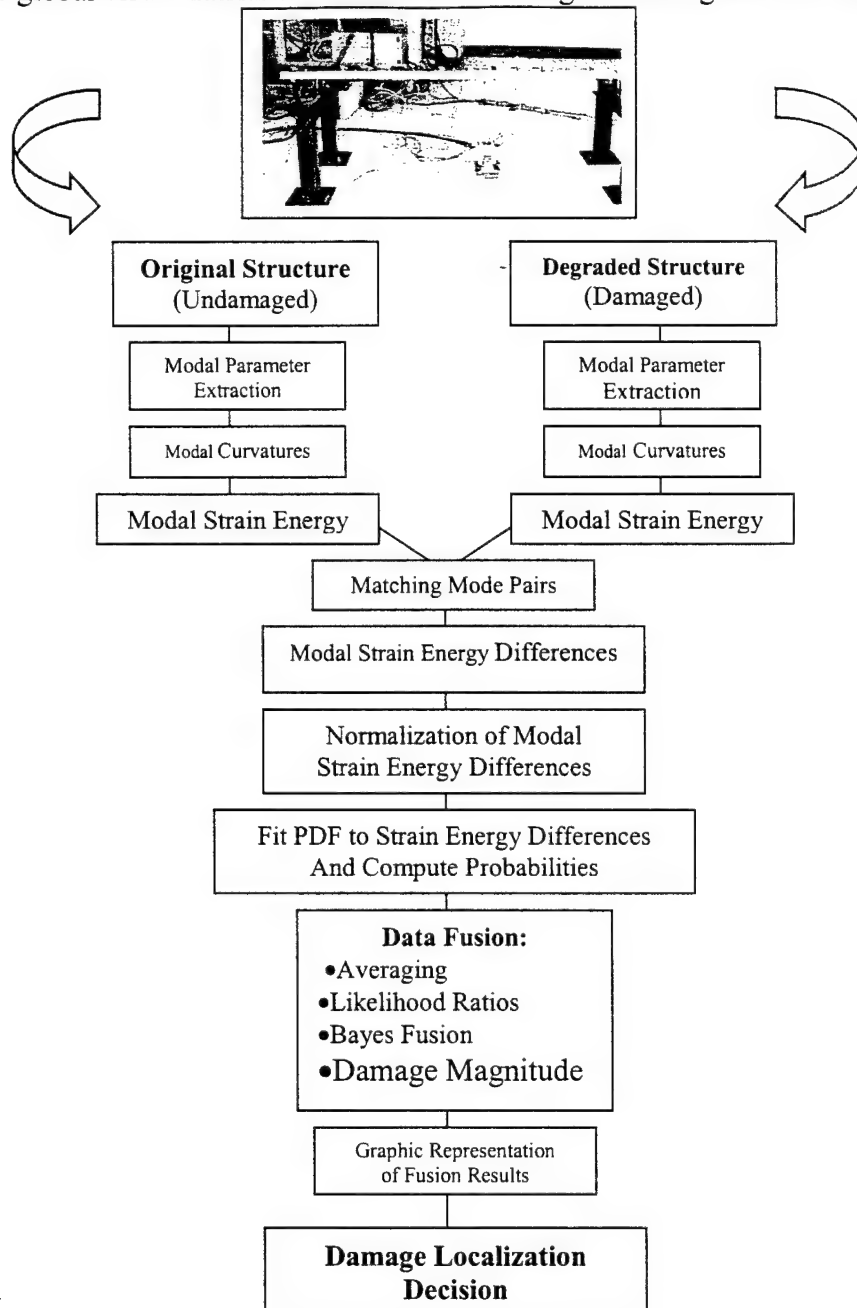 Original Structure
(Undamaged)
Degraded Structure
(Damaged)
Modal Parameter
Extraction
Modal Parameter
Extraction
Modal Curvatures
Modal Curvatures
Modal Strain Energy
Modal Strain Energy
Matching Mode Pairs
Modal Strain Energy Differences
Normalization of Modal
Strain Energy Differences
Fit PDF to Strain Energy Differences
And Compute Probabilities
Data Fusion:
•Averaging
•Likelihood Ratios
•Bayes Fusion
•Damage Magnitude
Graphic Representation
of Fusion Results
Damage Localization
Decision